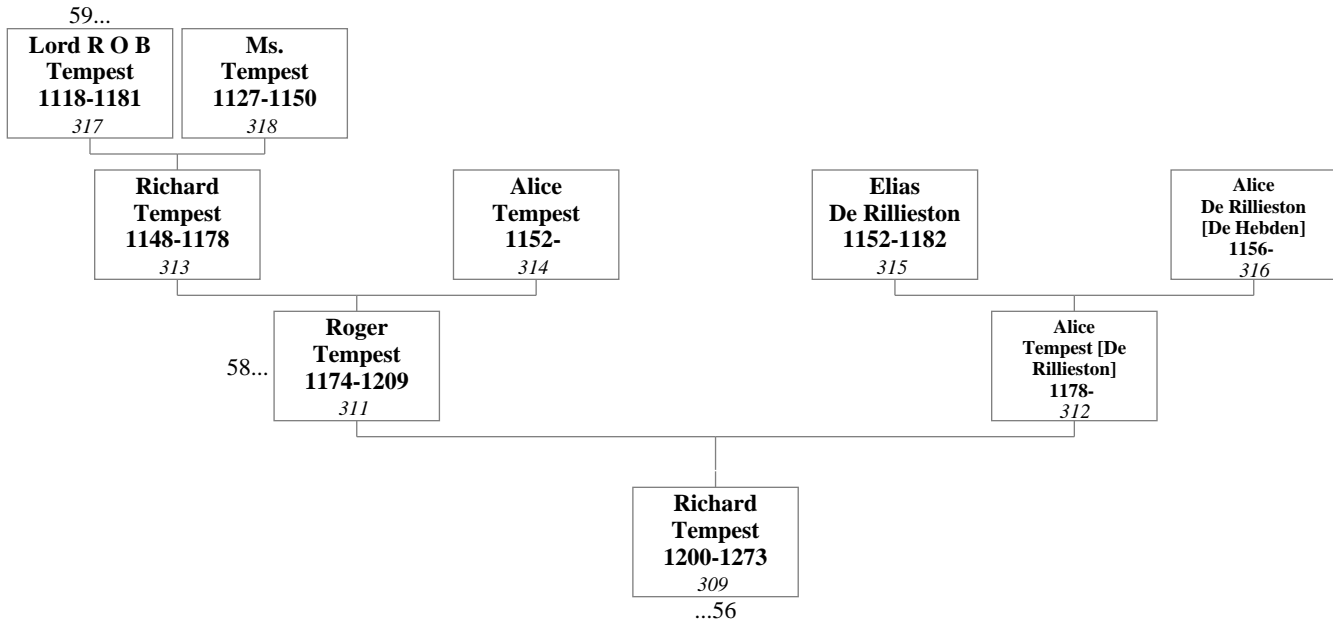 59...
Lord R O B
Tempest
1118-1181
317
Ms.
Tempest
1127-1150
318
Richard
Tempest
1148-1178
313
Alice
Tempest
1152-
314
Elias
De Rillieston
1152-1182
315
Alice
De Rillieston
[De Hebden]
1156-
316
58...
Roger
Tempest
1174-1209
311
Alice
Tempest [De
Rillieston]
1178-
312
Richard
Tempest
1200-1273
309
...56